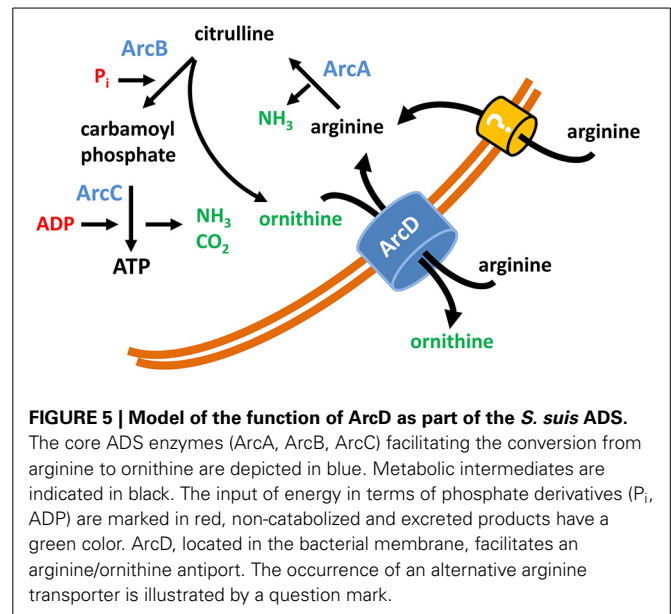 citrulline
ArcB
ArcA
Pi
NH3
arginine
?
arginine
carbamoyl
phosphate
ArcC
ADP
NH3
CO2
ATP
ornithine
ArcD
arginine
ornithine
FIGURE 5 | Model of the function of ArcD as part of the S. suis ADS.
The core ADS enzymes (ArcA, ArcB, ArcC) facilitating the conversion from
arginine to ornithine are depicted in blue. Metabolic intermediates are
indicated in black. The input of energy in terms of phosphate derivatives (Pi,
ADP) are marked in red, non-catabolized and excreted products have a
green color. ArcD, located in the bacterial membrane, facilitates an
arginine/ornithine antiport. The occurrence of an alternative arginine
transporter is illustrated by a question mark.